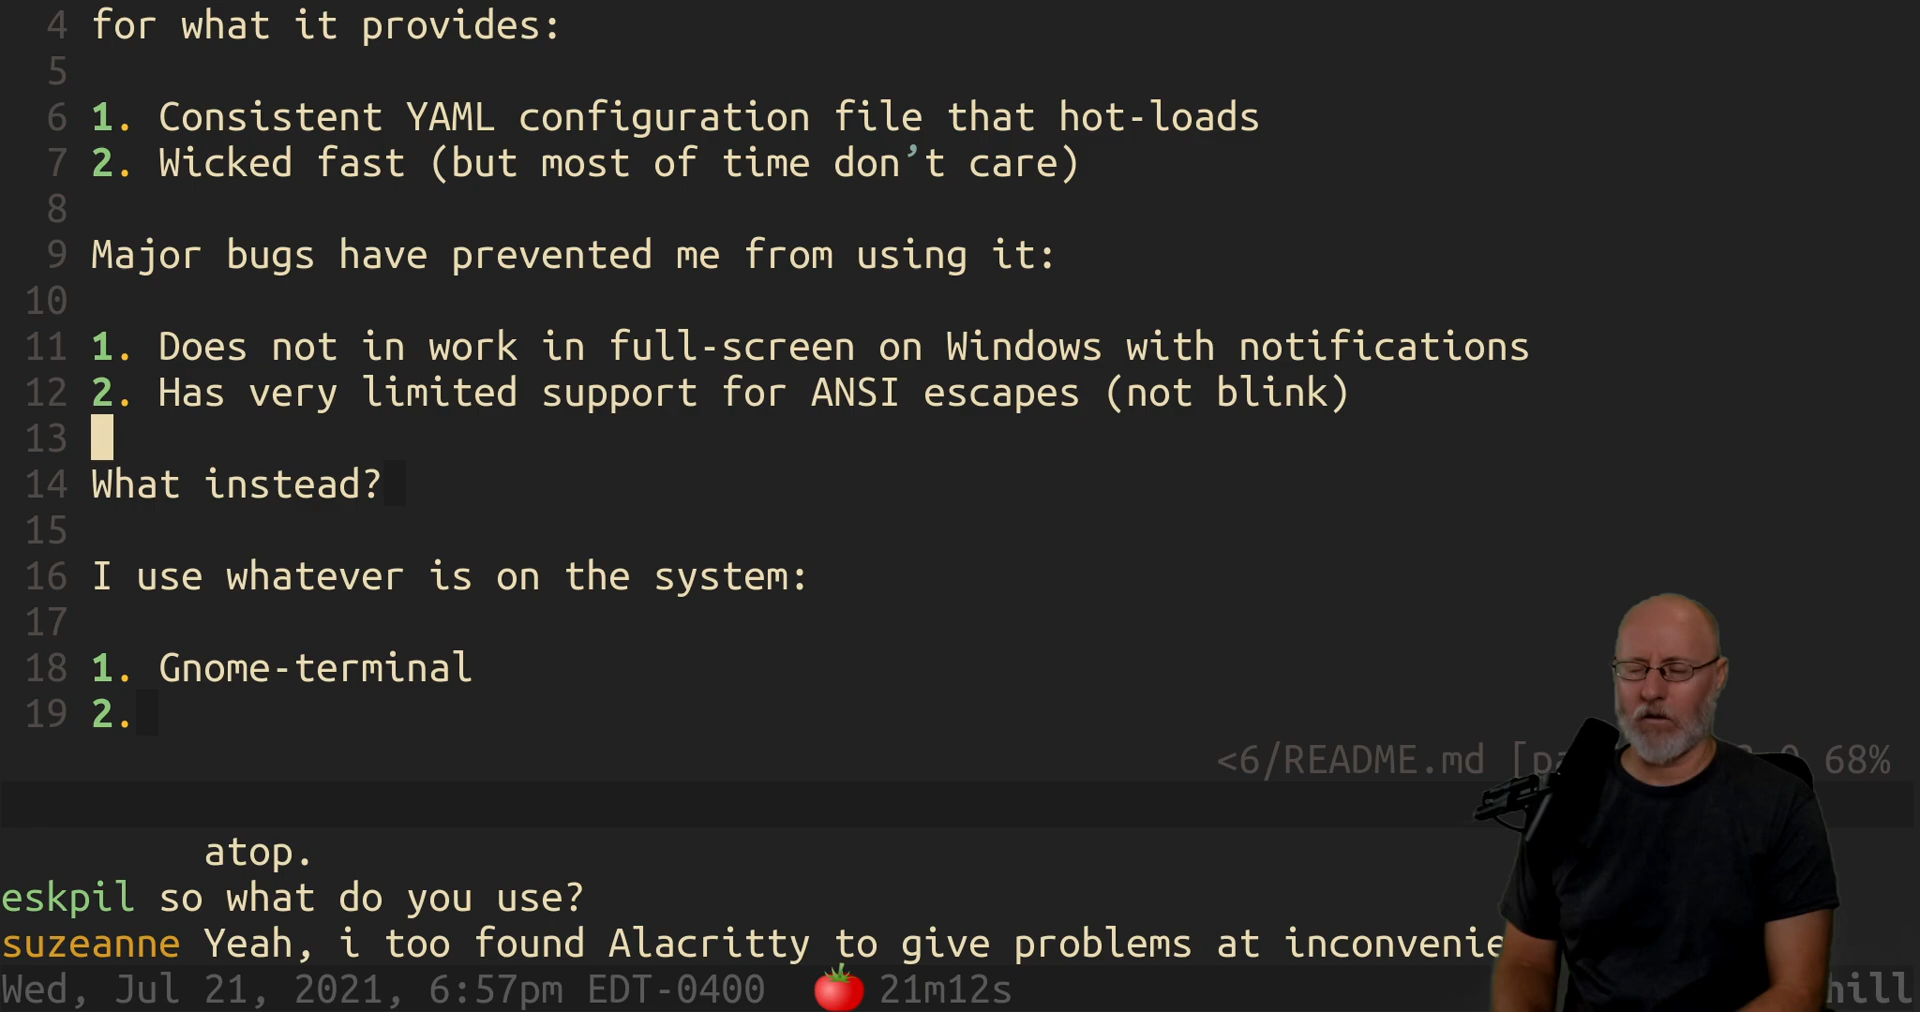 4 for what it provides:
5
6 1. Consistent YAML configuration file that hot-loads
7 2. Wicked fast (but most of time don’t care)
8
9 Major bugs have prevented me from using it:
10
11 1. Does not in work in full-screen on Windows with notifications
12 2. Has very limited support for ANSI escapes (not blink)
13
14 What instead?
15
16 I use whatever is on the system:
17
18 1. Gnome-terminal
19 2.
<6/README.md 68%
atop.
eskpil so what do you use?
suzeanne Yeah, i too found Alacritty to give problems at
Wed, Jul 21, 2021, 6:57pm EDT-0400 🍅 21m12s